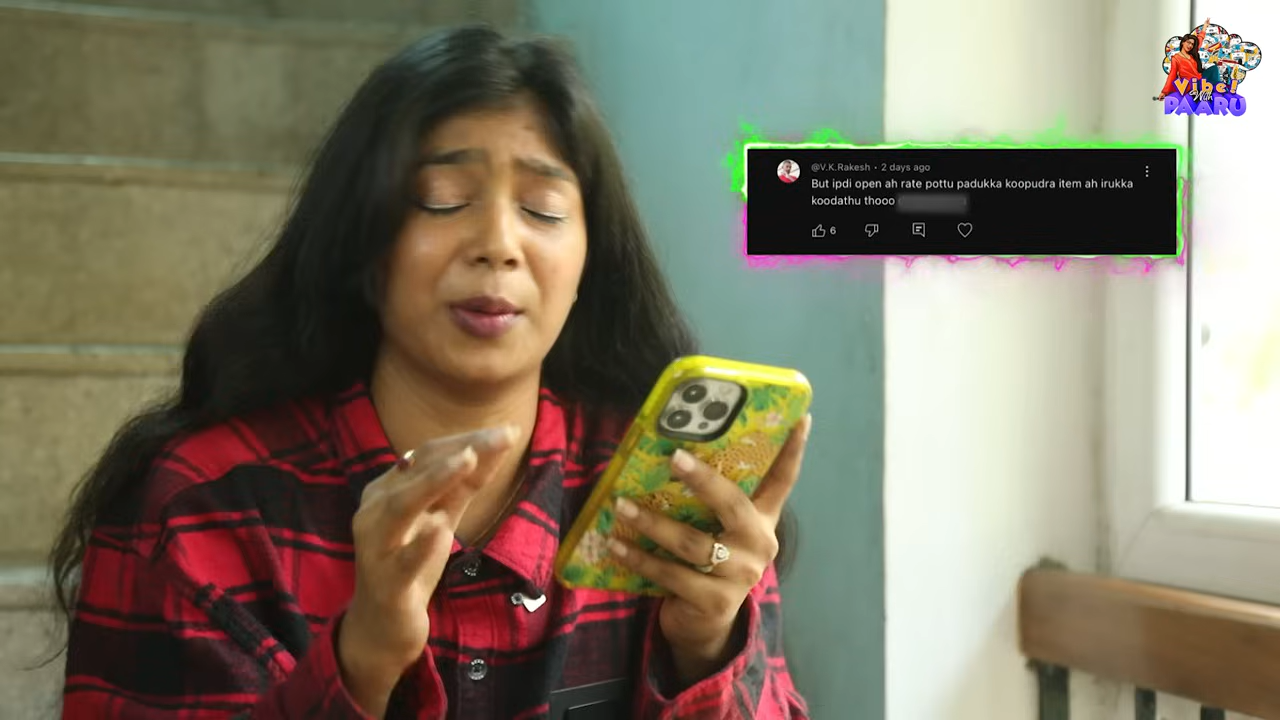 Vibe!
With
PAARU
@V.K.Rakesh • 2 days ago
But ipdi open ah rate pottu padukka koopudra item ah irukka
koodathu thooo
6